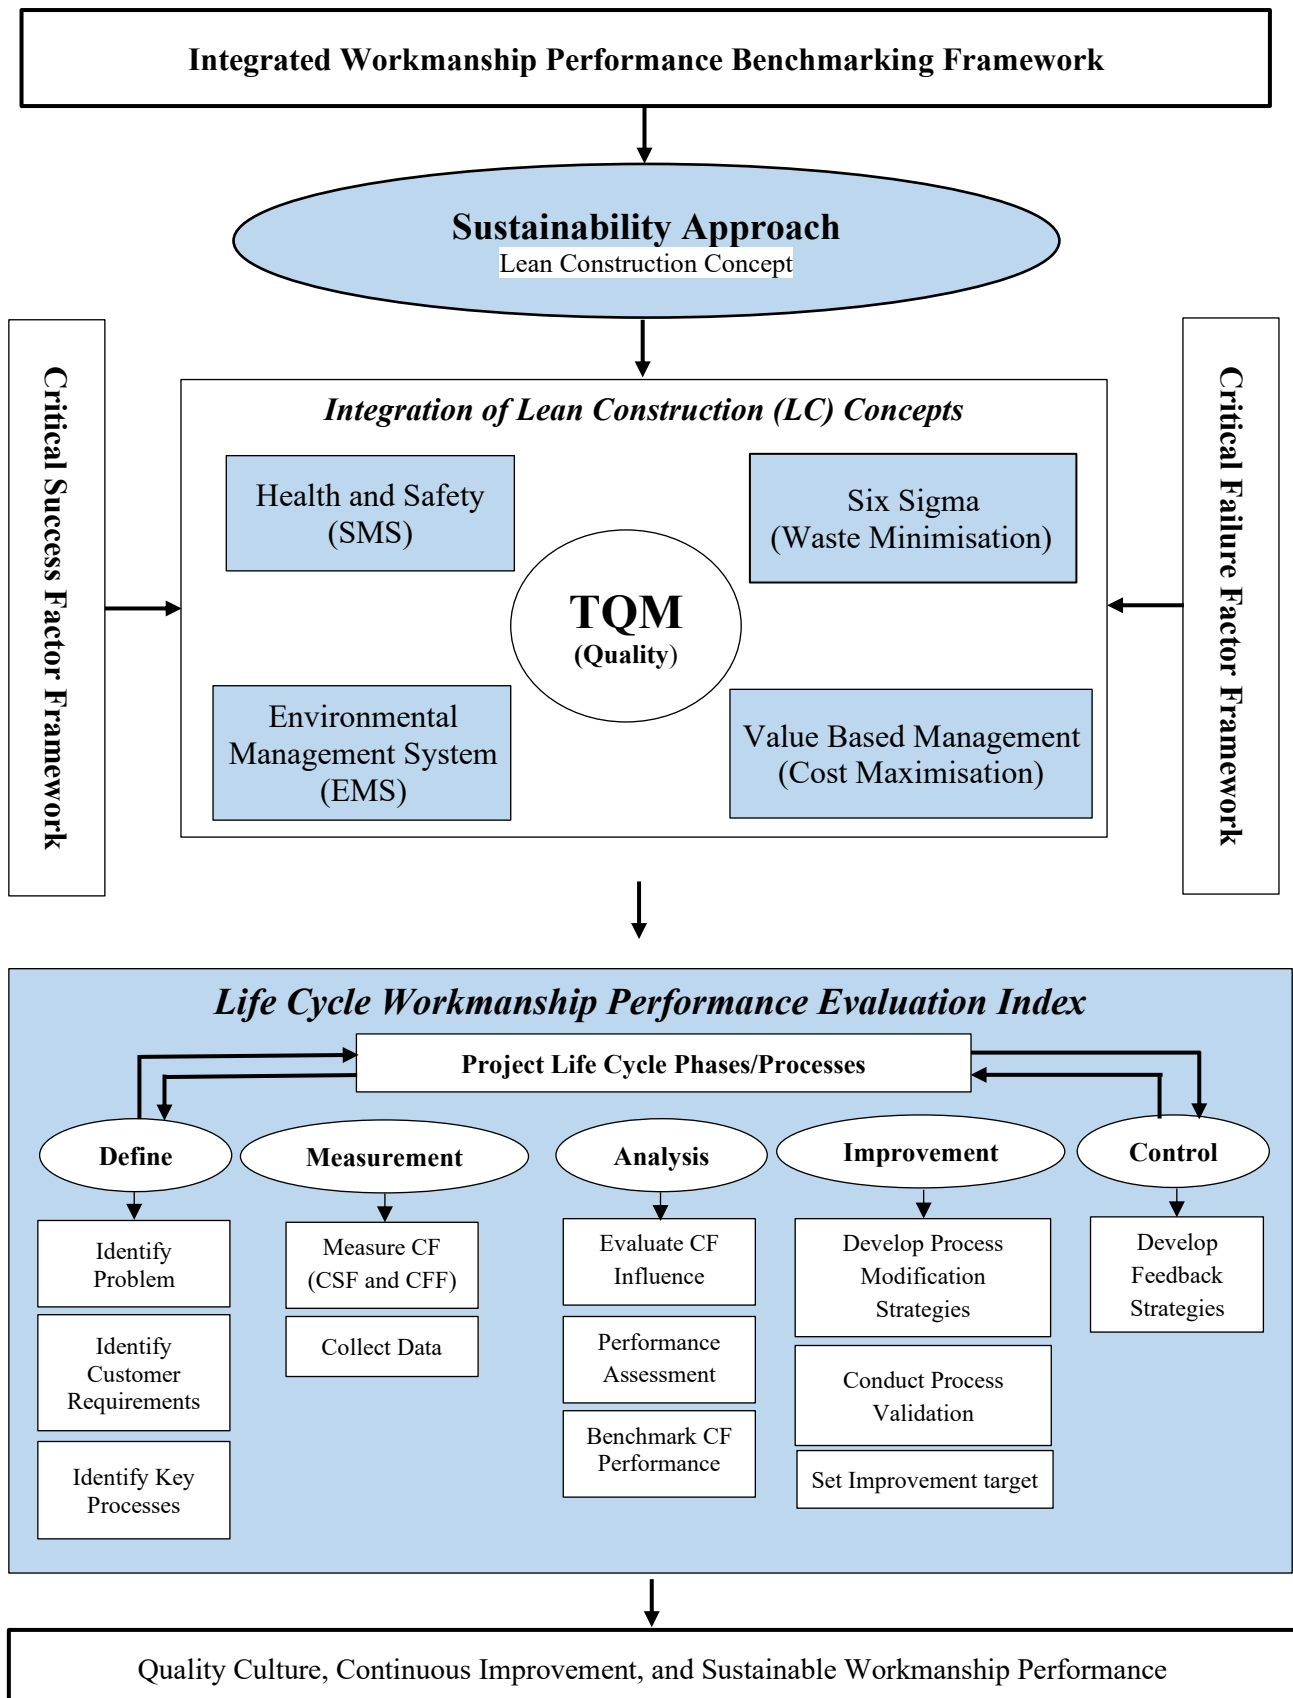 Integrated Workmanship Performance Benchmarking Framework
Sustainability Approach
Lean Construction Concept
Critical Success Factor Framework
Integration of Lean Construction (LC) Concepts
Health and Safety
(SMS)
Six Sigma
(Waste Minimisation)
TQM
(Quality)
Environmental
Management System
(EMS)
Value Based Management
(Cost Maximisation)
Critical Failure Factor Framework
Life Cycle Workmanship Performance Evaluation Index
Project Life Cycle Phases/Processes
Define
Identify
Problem
Identify
Customer
Requirements
Identify Key
Processes
Measurement
Measure CF
(CSF and CFF)
Collect Data
Analysis
Evaluate CF
Influence
Performance
Assessment
Benchmark CF
Performance
Improvement
Develop Process
Modification
Strategies
Conduct Process
Validation
Set Improvement target
Control
Develop
Feedback
Strategies
Quality Culture, Continuous Improvement, and Sustainable Workmanship Performance